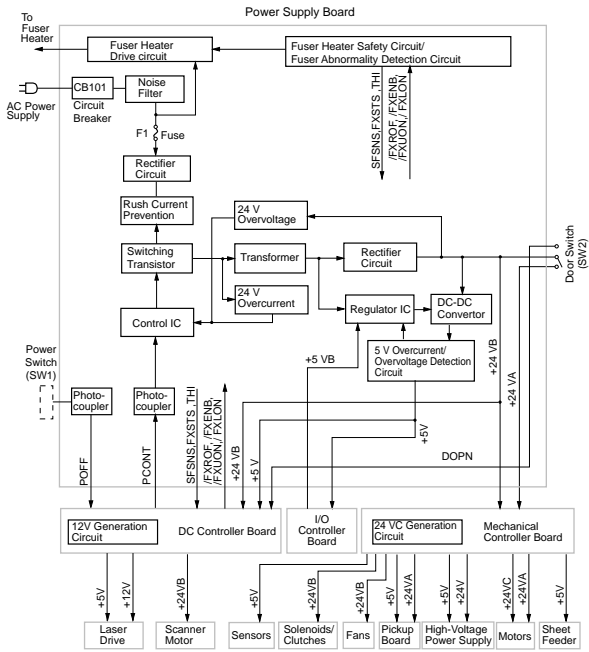 Power Supply Board
To
Fuser
Heater
Fuser Heater
Drive circuit
Fuser Heater Safety Circuit/
Fuser Abnormality Detection Circuit
CB101
Noise
Filter
AC Power
Supply
Circuit
Breaker
F1
Fuse
SFSNS,FXSTS ,THI
/FXROF, /FXENB,
/FXUON,/ FXLON
Rectifier
Circuit
Rush Current
Prevention
24 V
Overvoltage
Switching
Transistor
Transformer
Rectifier
Circuit
Door Switch
(SW2)
24 V
Overcurrent
Regulator IC
DC-DC
Convertor
Control IC
5 V Overcurrent/
Overvoltage Detection
Circuit
+5 VB
+24 VB
+24 VA
Power
Switch
(SW1)
Photo-
coupler
Photo-
coupler
POFF
PCONT
SFSNS,FXSTS ,THI
/FXROF, /FXENB,
/FXUON,/ FXLON
+24 VB
+5 V
+5V
DOPN
12V Generation
Circuit
DC Controller Board
I/O
Controller
Board
24 VC Generation
Circuit
Mechanical
Controller Board
+5V
+12V
+24VB
+5V
+24VB
+24VB
+5V
+24VA
+5V
+24V
+24VC
+24VA
+5V
Laser
Drive
Scanner
Motor
Sensors
Solenoids/
Clutches
Fans
Pickup
Board
High-Voltage
Power Supply
Motors
Sheet
Feeder